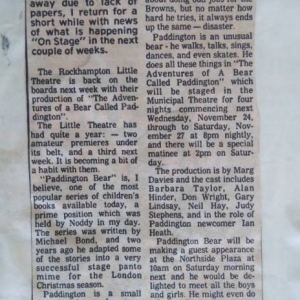 away due to lack of
papers, I return for a
short while with news
of what is happening
"On Stage" in the next
couple of weeks.
The Rockhampton Little
Theatre is back on the
boards next week with their
production of "The Adven-
tures of a Bear Called Pad-
dington".
The Little Theatre has
had quite a year: — two
amateur premieres under
its belt, and a third next
week. It is becoming a bit of
a habit with them.
"Paddington Bear" is, I
believe, one of the most
popular series of children's
books available today, a
prime position which was
held by Noddy in my day.
The series was written by
Michael Bond, and two
years ago he adapted some
of the stories into a very
successful stage panto
mime for the London
Christmas season.
Paddington is a small
Browns, but no matter how
hard he tries, it always ends
up the same — disaster.
Paddington is an unusual
bear - he walks, talks, sings,
dances, and even skates. He
does all these things in "The
Adventures of A Bear
Called Paddington" which
will be staged in the
Municipal Theatre for four
nights commencing next
Wednesday, November 24,
through to Saturday, Nov-
ember 27 at 8pm nightly,
and there will be a special
matinee at 2pm on Satur-
day.
The production is by Marg
Davies and the cast includes
Barbara Taylor, Alan
Hinder, Don Wright, Gary
Lindsay, Neil Hay, Judy
Stephens, and in the role of
Paddington newcomer Ian
Heath.
Paddington Bear will be
making a guest appearance
at the Northside Plaza at
10am on Saturday morning
next and he would be de-
lighted to meet all the boys
and girls. He might even do